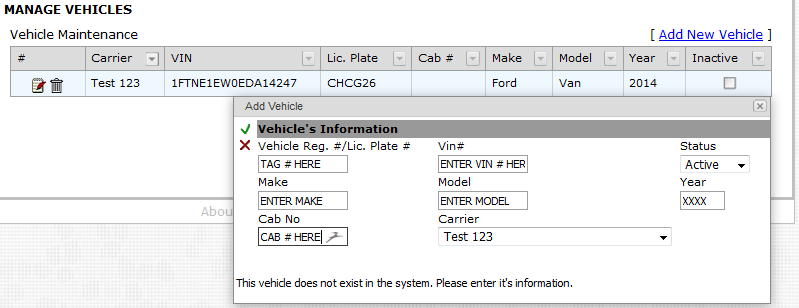 MANAGE VEHICLES
Vehicle Maintenance [ Add New Vehicle ]
# Carrier VIN Lic. Plate Cab # Make Model Year Inactive
Test 123 1FTNE1EW0EDA14247 CHCG26 Ford Van 2014
Add Vehicle
Vehicle's Information
Vehicle Reg. #/Lic. Plate # Vin# Status
TAG # HERE ENTER VIN # HER Active
Make Model Year
ENTER MAKE ENTER MODEL XXXX
Cab No Carrier
CAB # HERE Test 123
Abou
This vehicle does not exist in the system. Please enter it's information.